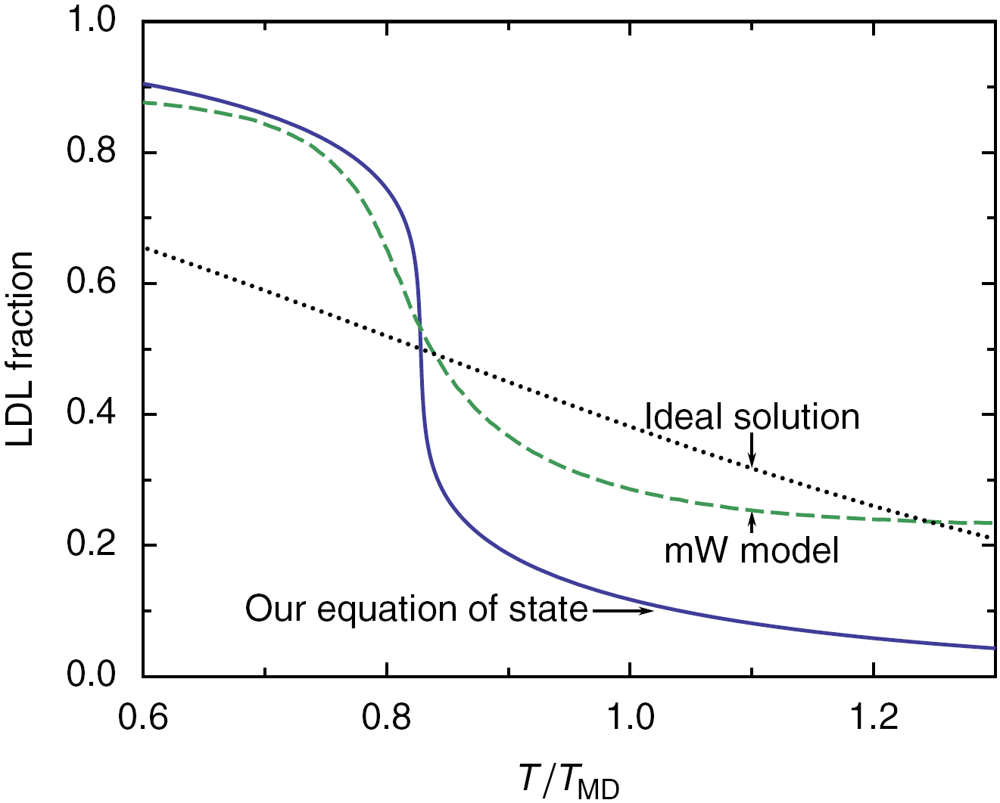 1.0
0.8
0.6
0.4
0.2
0.0
LDL fraction
Ideal solution
mW model
Our equation of state
0.6 0.8 1.0 1.2
T/TMD